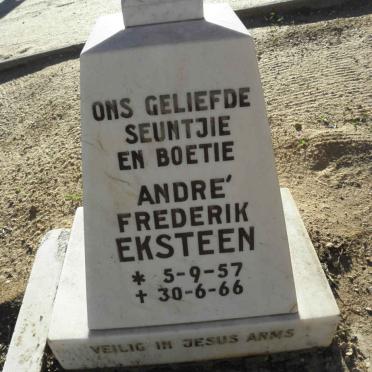 ONS GELIEFDE
SEUNTJIE
EN BOETIE
ANDRE'
FREDERIK
EKSTEEN
* 5-9-57
+ 30-6-66
VEILIG IN JESUS ARMS